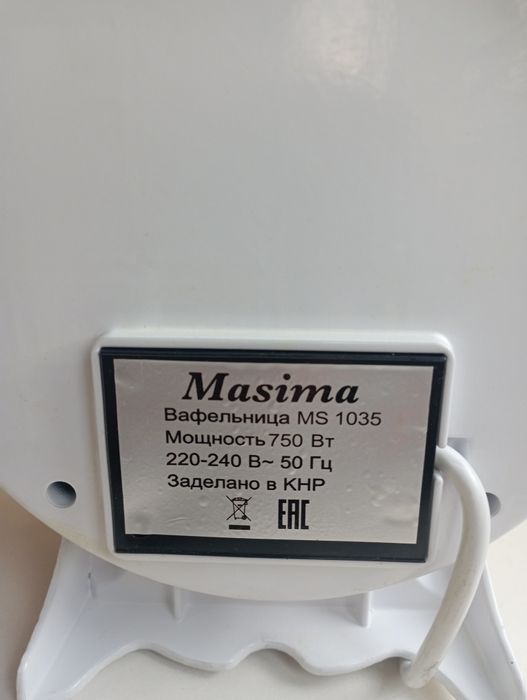 Masima
Вафельница MS 1035
Мощность 750 Вт
220-240 В~ 50 Гц
Заделано в КНР
EAC